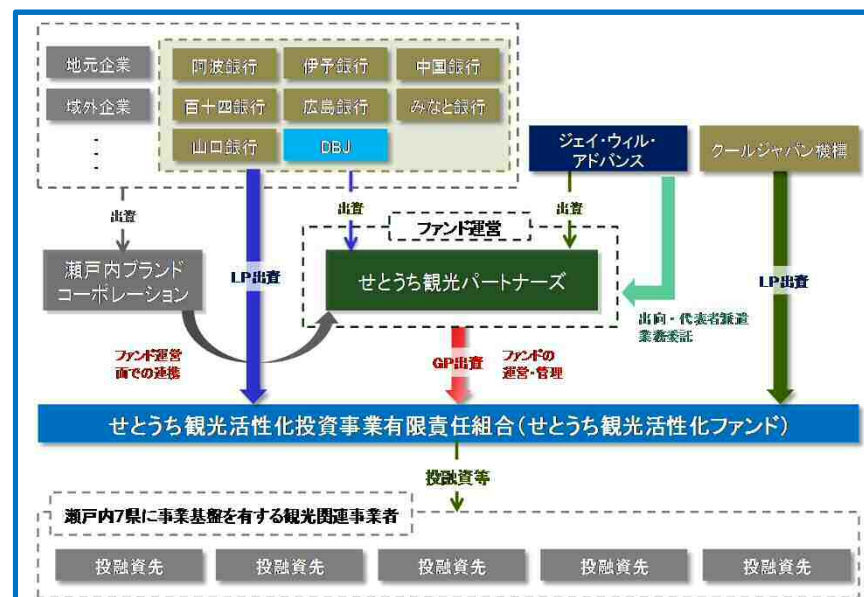 地元企業
阿波銀行
伊予銀行
中国銀行
域外企業
百十四銀行
広島銀行
みなと銀行
山口銀行
DBJ
ジェイ・ウィル・
アドバンス
クールジャパン機構
出資
出資
出資
ファンド運営
瀬戸内ブランド
コーポレーション
LP出資
せとうち観光パートナーズ
LP出資
出向・代表者派遣
業務委託
ファンド運営
面での連携
GP出資
ファンドの
運営・管理
せとうち観光活性化投資事業有限責任組合(せとうち観光活性化ファンド)
投融資等
瀬戸内7県に事業基盤を有する観光関連事業者
投融資先
投融資先
投融資先
投融資先
投融資先